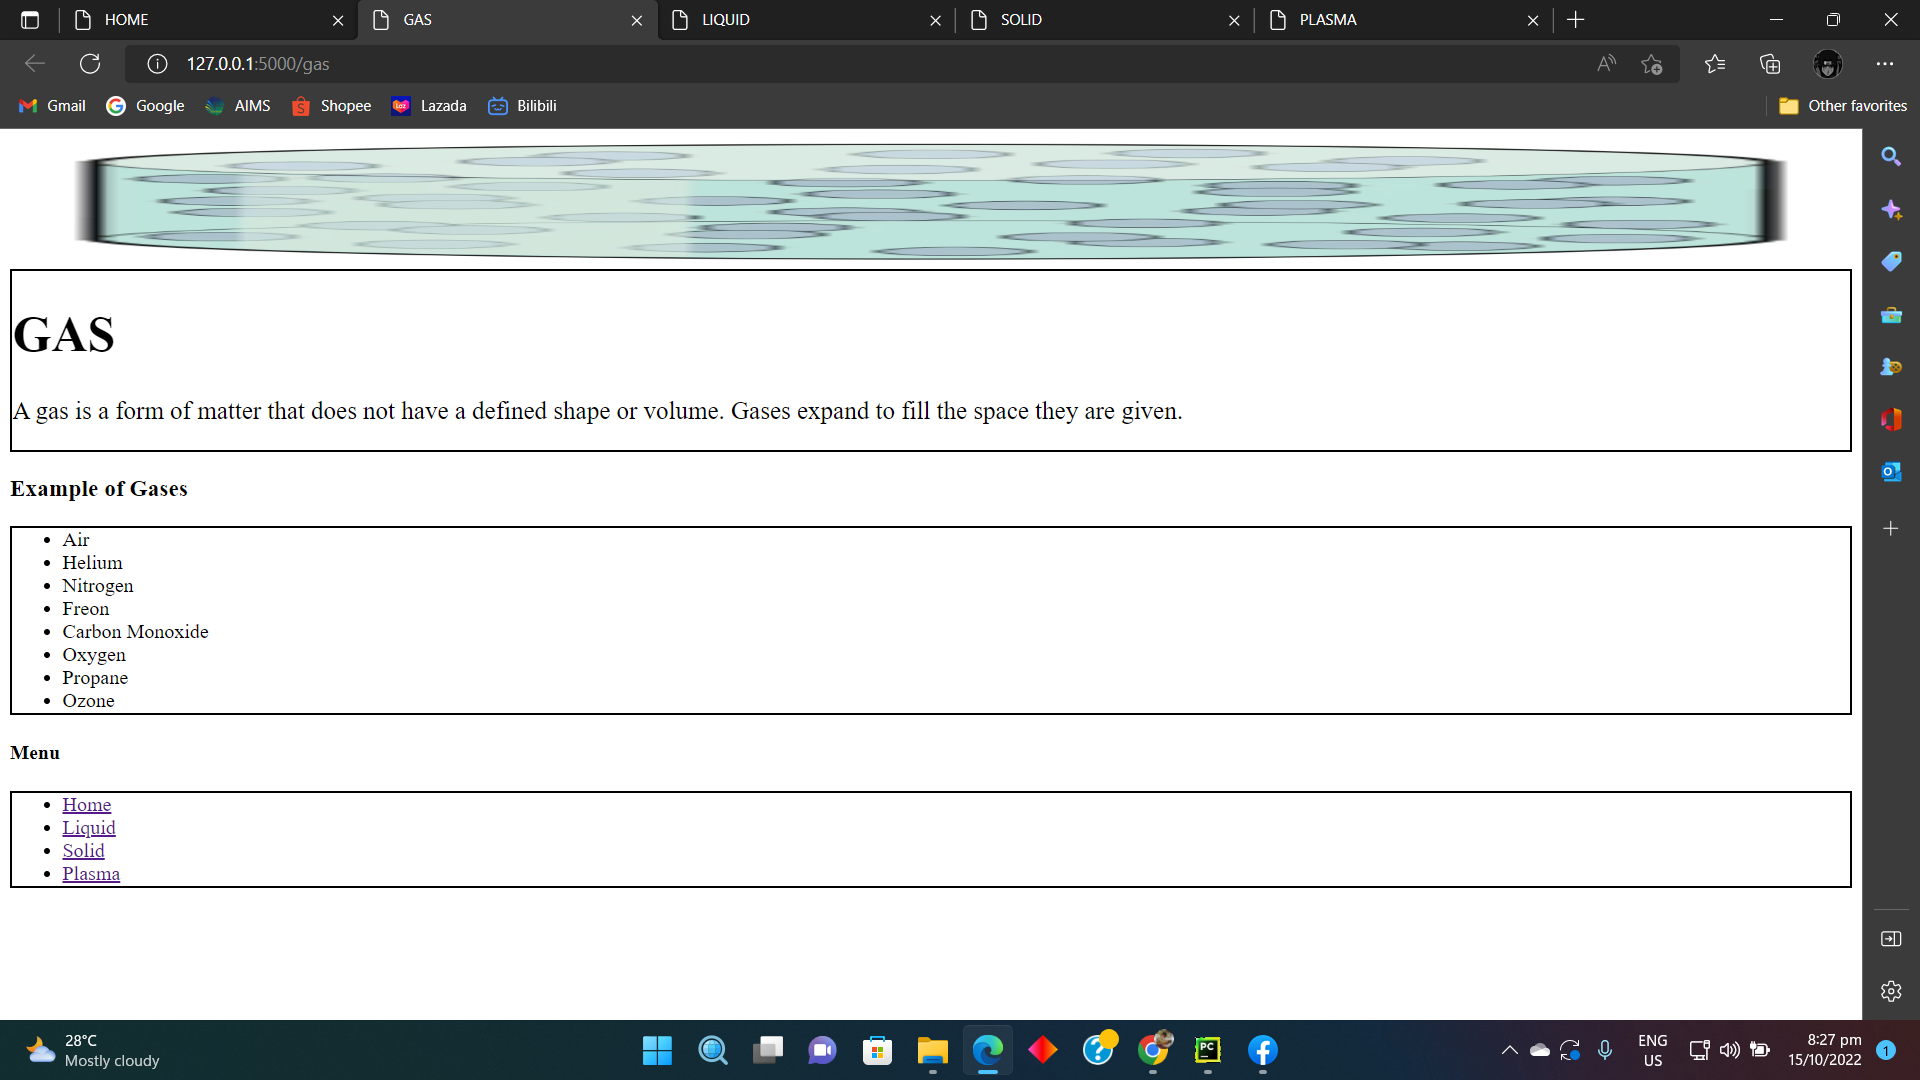 HOME
GAS
LIQUID
SOLID
PLASMA
127.0.0.1:5000/gas
Gmail
Google
AIMS
Shopee
Lazada
Bilibili
Other favorites
GAS
A gas is a form of matter that does not have a defined shape or volume. Gases expand to fill the space they are given.
Example of Gases
Air
Helium
Nitrogen
Freon
Carbon Monoxide
Oxygen
Propane
Ozone
Menu
Home
Liquid
Solid
Plasma
28°C
Mostly cloudy
PC
ENG
US
8:27 pm
15/10/2022
1